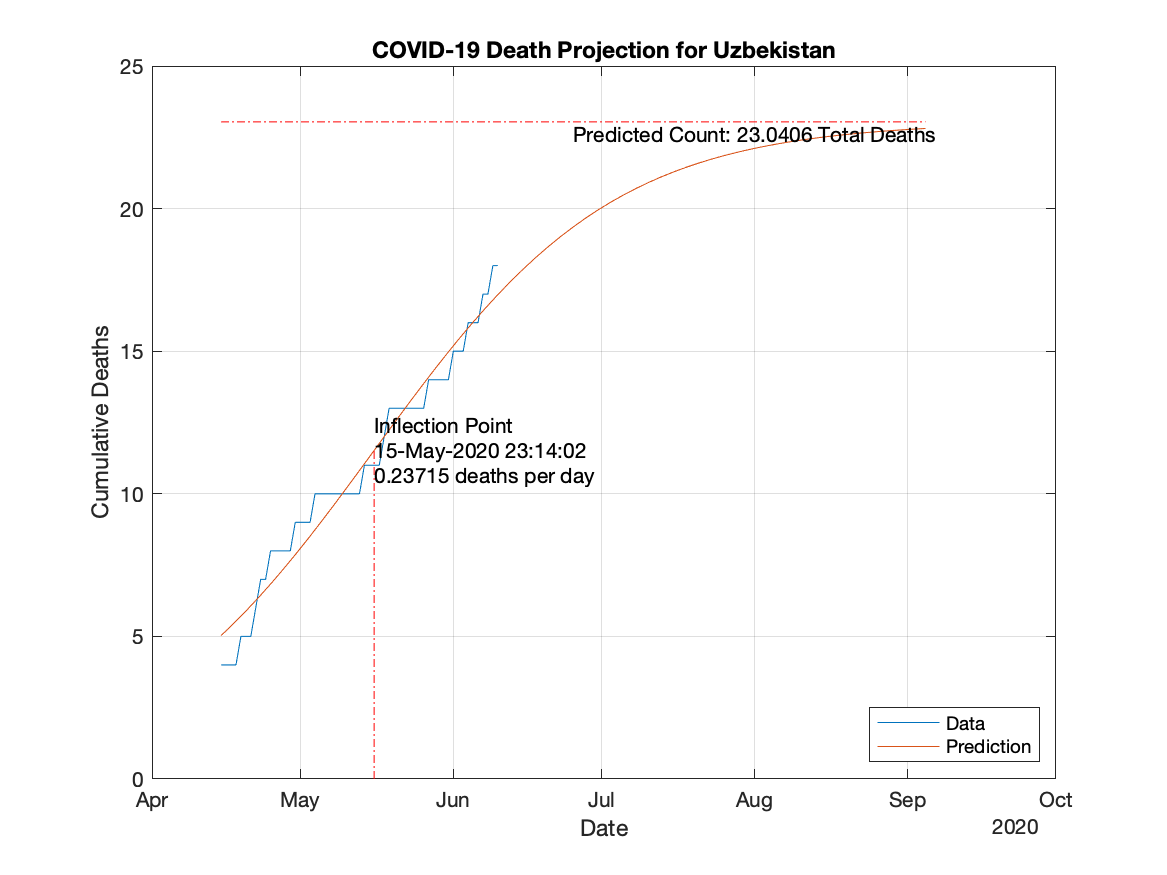 COVID-19 Death Projection for Uzbekistan
25
Predicted Count: 23.0406 Total Deaths
20
15
Inflection Point
15-May-2020 23:14:02
0.23715 deaths per day
10
5
0
Cumulative Deaths
Data
Prediction
Apr May Jun Jul Aug Sep Oct
Date
2020